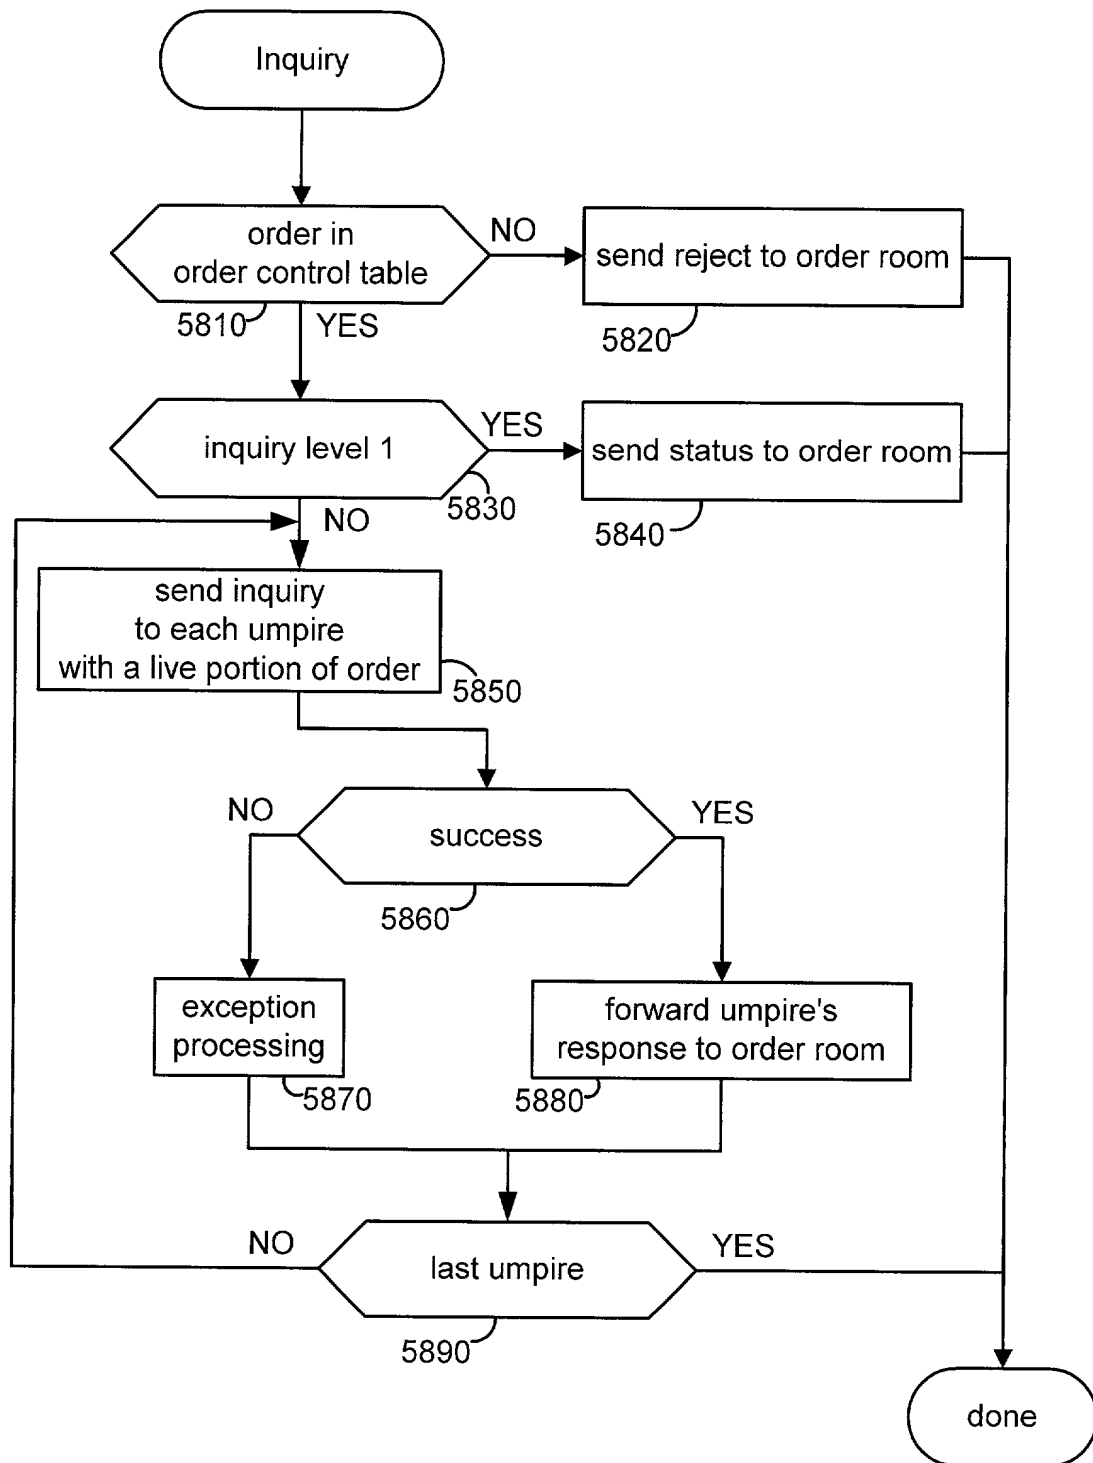 Inquiry
order in
order control table
NO
send reject to order room
5810
YES
5820
inquiry level 1
YES
send status to order room
5830
NO
5840
send inquiry
to each umpire
with a live portion of order
5850
NO
success
YES
5860
exception
processing
forward umpire's
response to order room
5870
5880
NO
last umpire
YES
5890
done